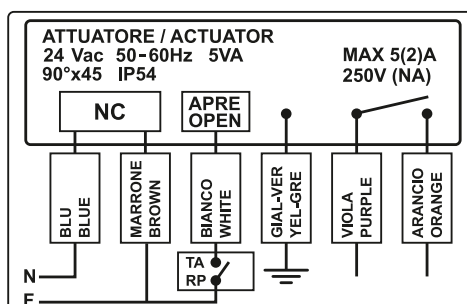 ATTUATORE / ACTUATOR
24 Vac 50-60Hz 5VA
90°x45 IP54
MAX 5(2)A
250V (NA)
NC
APRE
OPEN
BLU
BLUE
MARRONE
BROWN
BIANCO
WHITE
GIAL-VER
YEL-GRE
VIOLA
PURPLE
ARANCIO
ORANGE
TA
RP
N
F